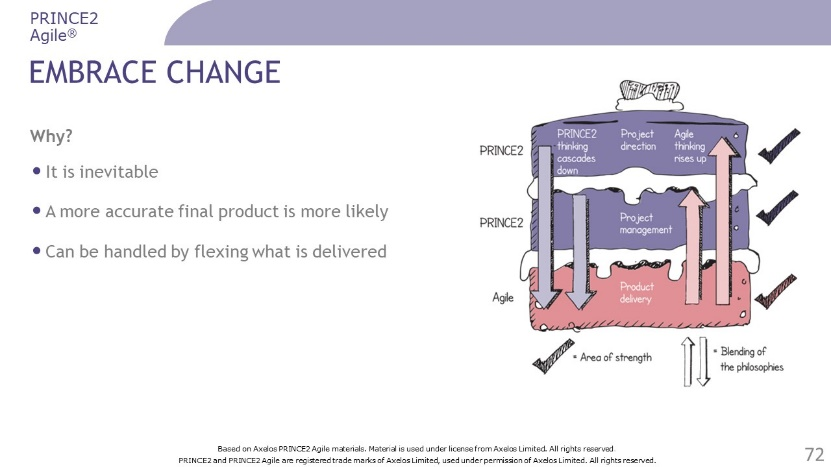 PRINCE2
Agile®
EMBRACE CHANGE
Why?
It is inevitable
A more accurate final product is more likely
Can be handled by flexing what is delivered
PRINCE2
PRINCE2
thinking
cascades
down
Project
direction
Agile
thinking
rises up
PRINCE2
Project
management
Agile
Product
delivery
= Area of strength
= Blending of
the philosophies
Based on Axelos PRINCE2 Agile materials. Material is used under license from Axelos Limited. All rights reserved
PRINCE2 and PRINCE2 Agile are registered trade marks of Axelos Limited, used under permission of Axelos Limited. All rights reserved.
72